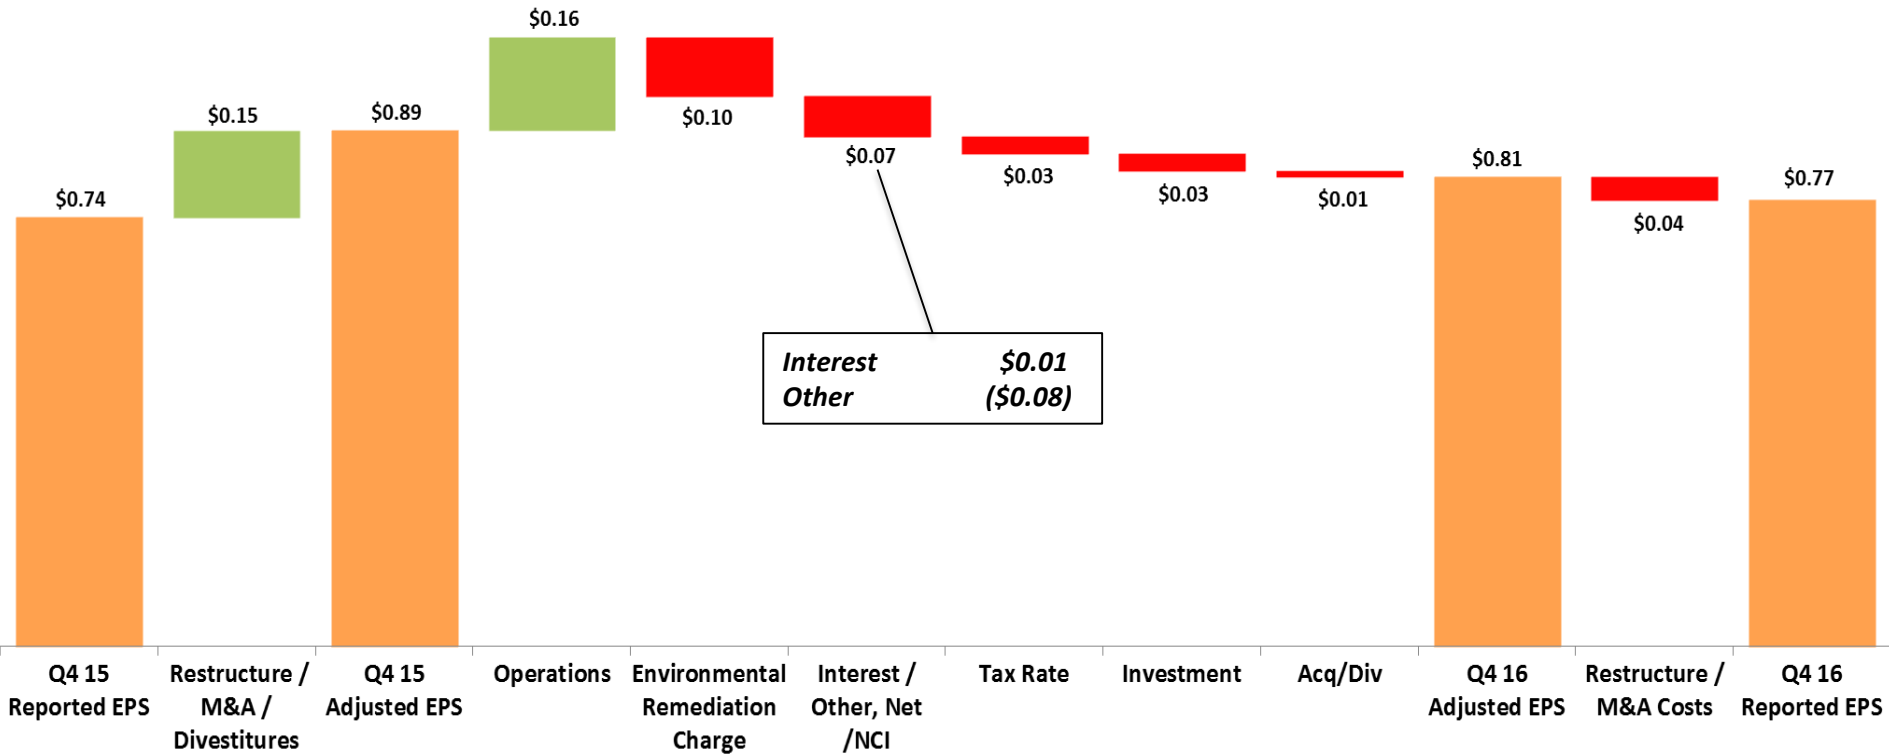 $0.16
$0.15
$0.89
$0.10
$0.07
$0.03
$0.03
$0.01
$0.81
$0.77
$0.04
$0.74
Interest $0.01
Other ($0.08)
Q4 15
Reported EPS
Restructure /
M&A /
Divestitures
Q4 15
Adjusted EPS
Operations
Environmental
Remediation
Charge
Interest /
Other, Net
/NCI
Tax Rate
Investment
Acq/Div
Q4 16
Adjusted EPS
Restructure /
M&A Costs
Q4 16
Reported EPS